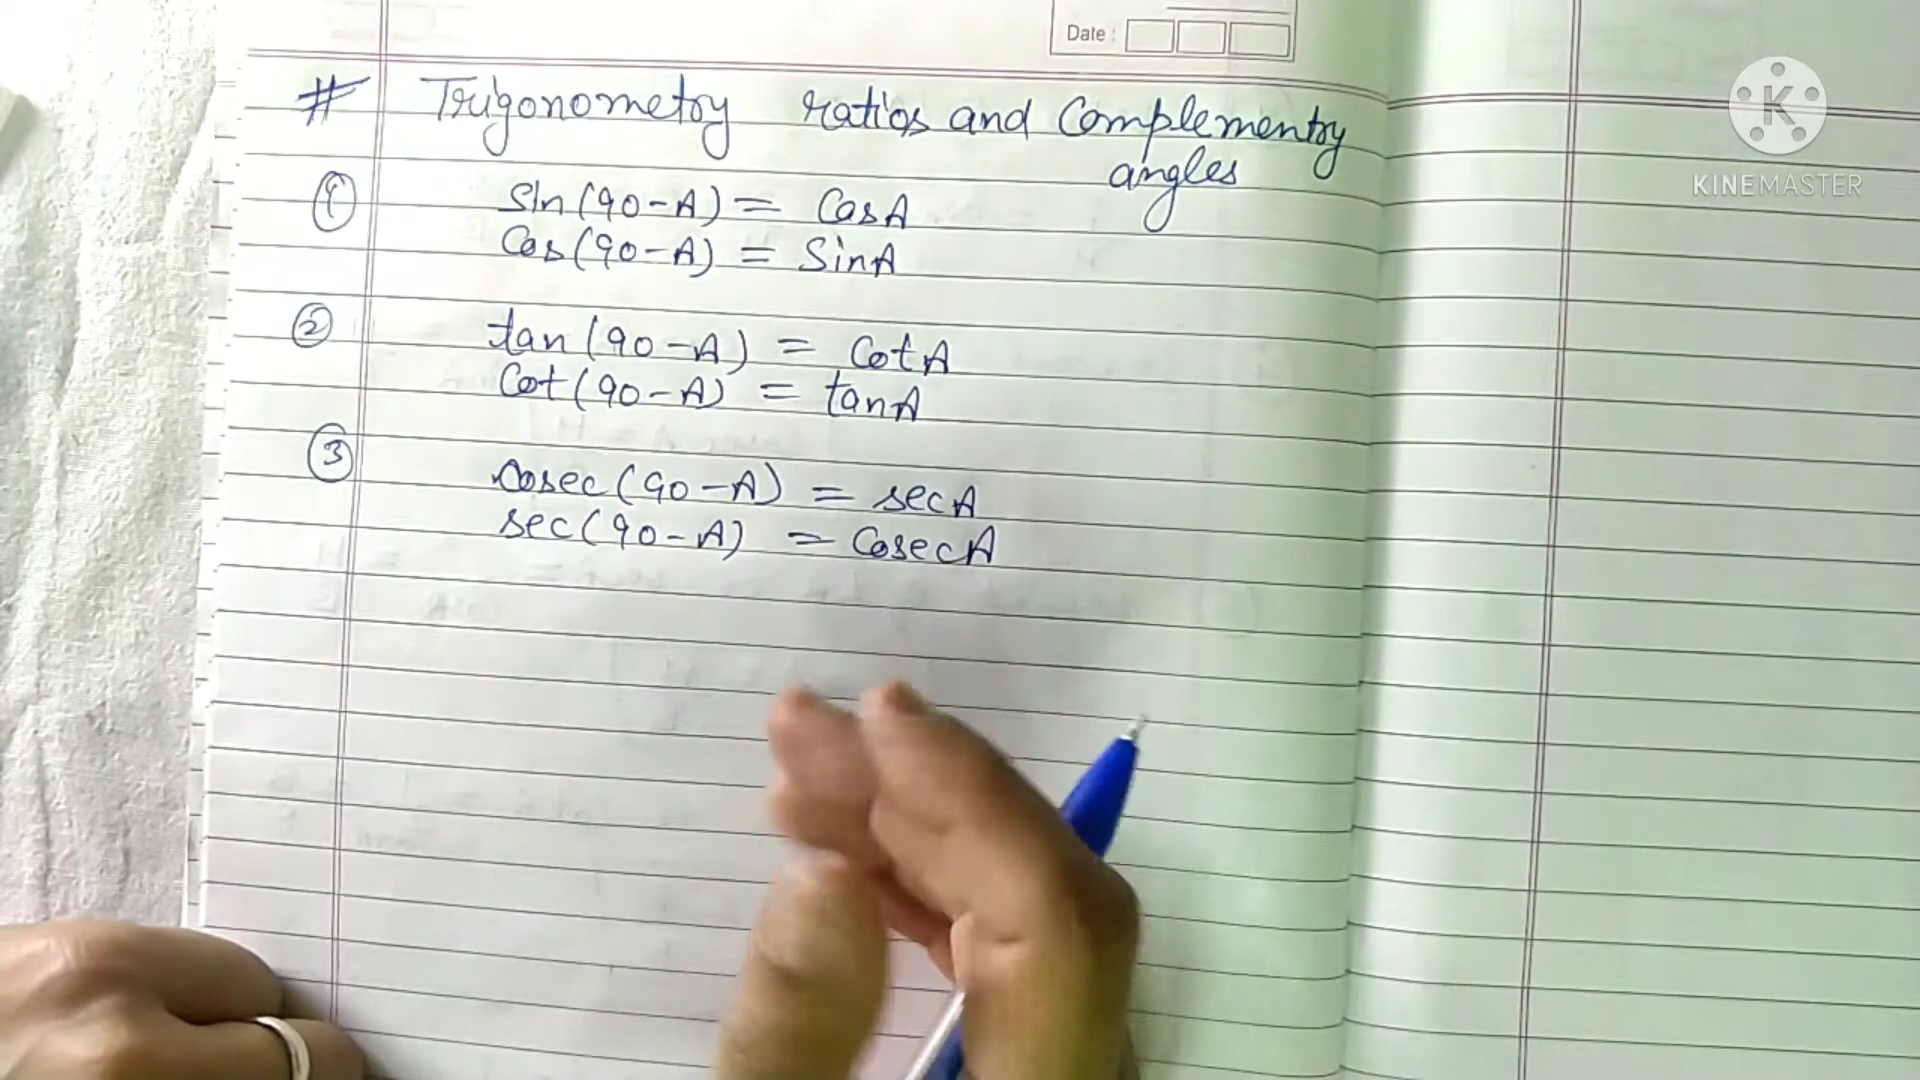 Date :
# Trigonometry ratios and Complementry
angles
① Sin(90-A) = CosA
Cos(90-A) = SinA
② tan(90-A) = CotA
Cot(90-A) = tanA
③ cosec(90-A) = secA
sec(90-A) = CosecA
K
KINEMASTER